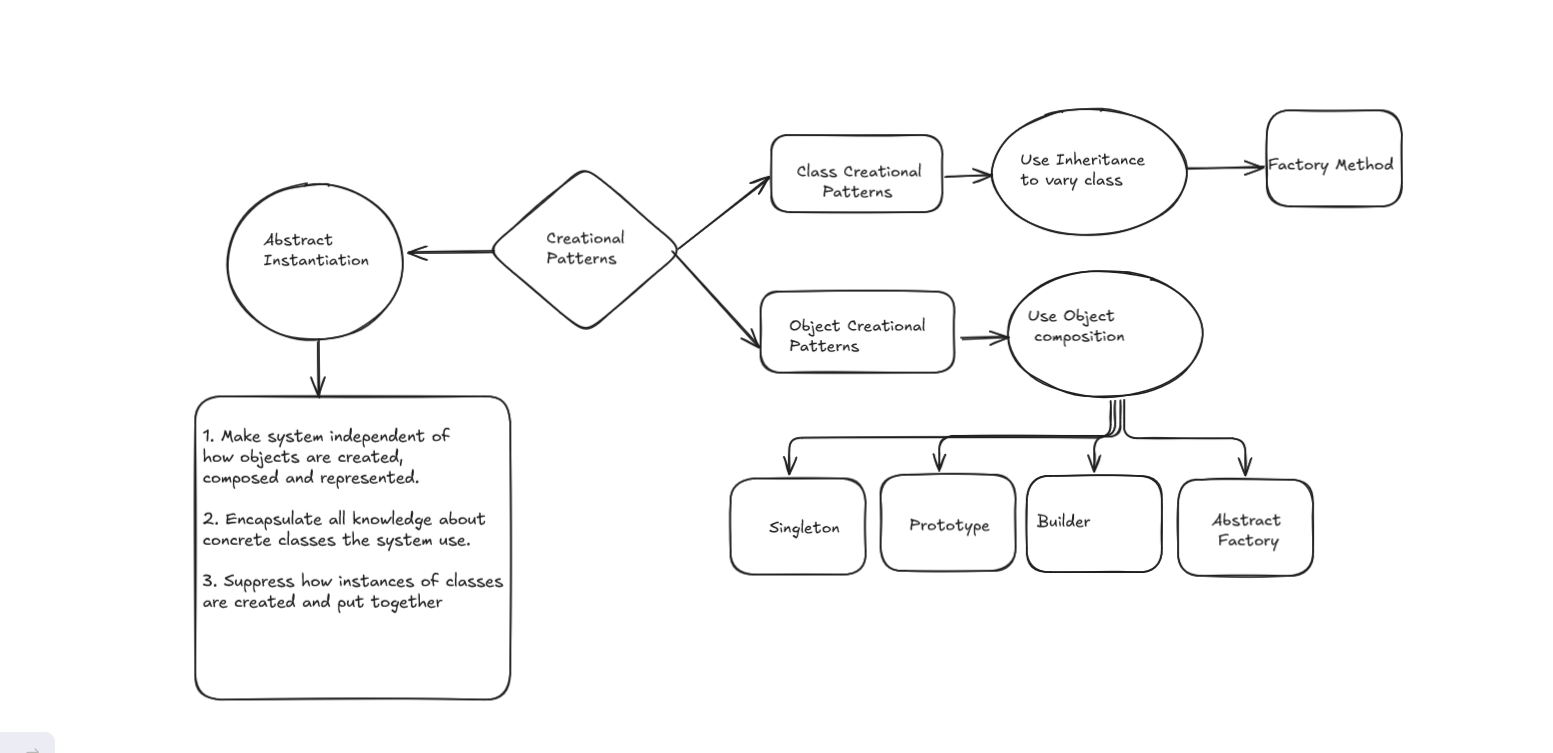 Abstract
Instantiation
1. Make system independent of
how objects are created,
composed and represented.
2. Encapsulate all knowledge about
concrete classes the system use.
3. Suppress how instances of classes
are created and put together
Creational
Patterns
Class Creational
Patterns
Use Inheritance
to vary class
Factory Method
Object Creational
Patterns
Use Object
composition
Singleton
Prototype
Builder
Abstract
Factory